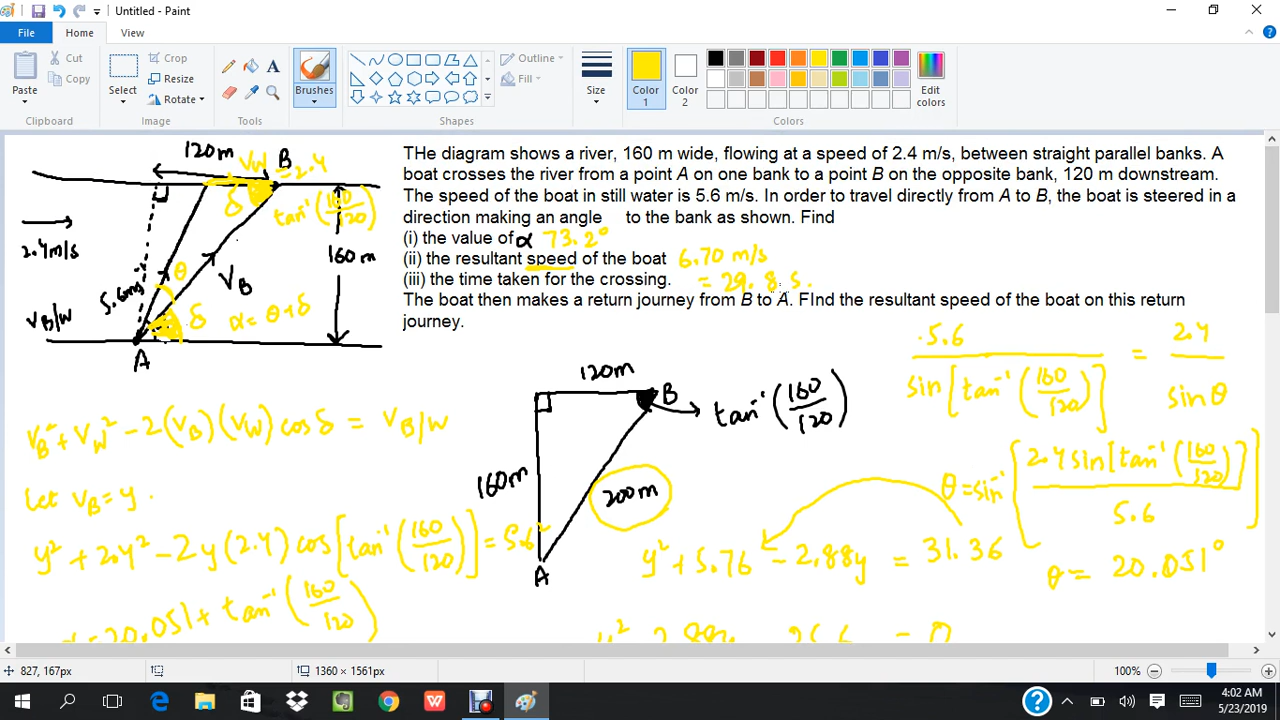 Untitled - Paint
File
Home
View
Paste
Cut
Copy
Clipboard
Select
Crop
Resize
Rotate
Image
Tools
Brushes
Outline
Fill
Shapes
Size
Color 1
Color 2
Edit colors
Colors
120m
VW
B
=2.4
δ
tan⁻¹(160/120)
2.4m/s
5.6m/s
θ
VB
160m
VB/W
δ
α = θ+δ
A
THe diagram shows a river, 160 m wide, flowing at a speed of 2.4 m/s, between straight parallel banks. A
boat crosses the river from a point A on one bank to a point B on the opposite bank, 120 m downstream.
The speed of the boat in still water is 5.6 m/s. In order to travel directly from A to B, the boat is steered in a
direction making an angle to the bank as shown. Find
(i) the value of α 73.2°
(ii) the resultant speed of the boat 6.70 m/s
(iii) the time taken for the crossing. = 29.8 s.
The boat then makes a return journey from B to A. FInd the resultant speed of the boat on this return
journey.
120m
B
tan⁻¹(160/120)
160m
200m
A
5.6/sin[tan⁻¹(160/120)] = 2.4/sinθ
θ=sin⁻¹[2.4 sin[tan⁻¹(160/120)]/5.6]
θ = 20.051°
VB² + VW² - 2(VB)(VW) cos δ = VB/W
Let VB = y.
y² + 2.4² - 2y(2.4) cos[tan⁻¹(160/120)] = 5.6²
y² + 5.76 - 2.88y = 31.36
20.051 + tan⁻¹(160/120)
827, 167px
1360 × 1561px
100%
4:02 AM
5/23/2019